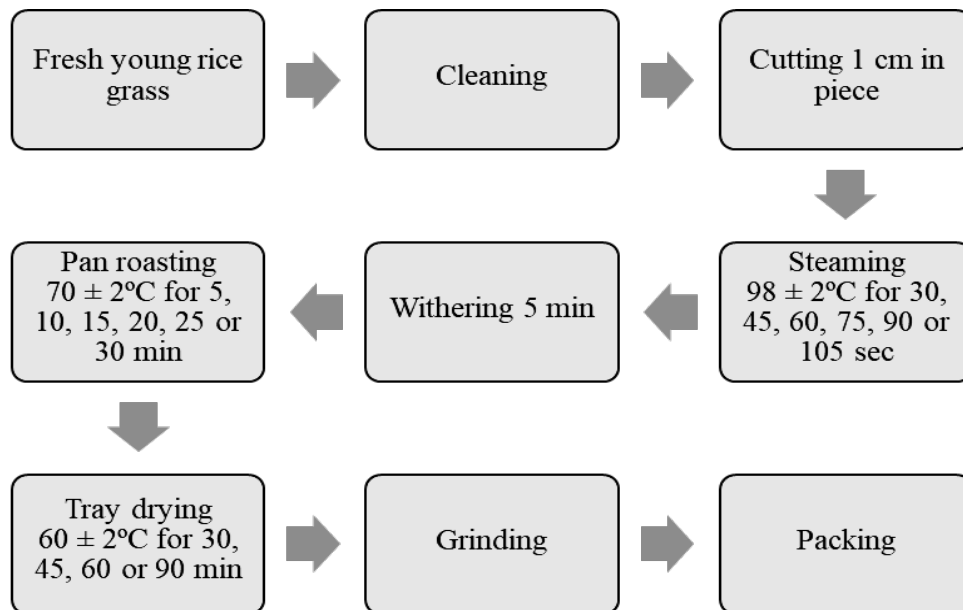 Fresh young rice
grass
Cleaning
Cutting 1 cm in
piece
Steaming
98 ± 2ºC for 30,
45, 60, 75, 90 or
105 sec
Withering 5 min
Pan roasting
70 ± 2ºC for 5,
10, 15, 20, 25 or
30 min
Tray drying
60 ± 2ºC for 30,
45, 60 or 90 min
Grinding
Packing